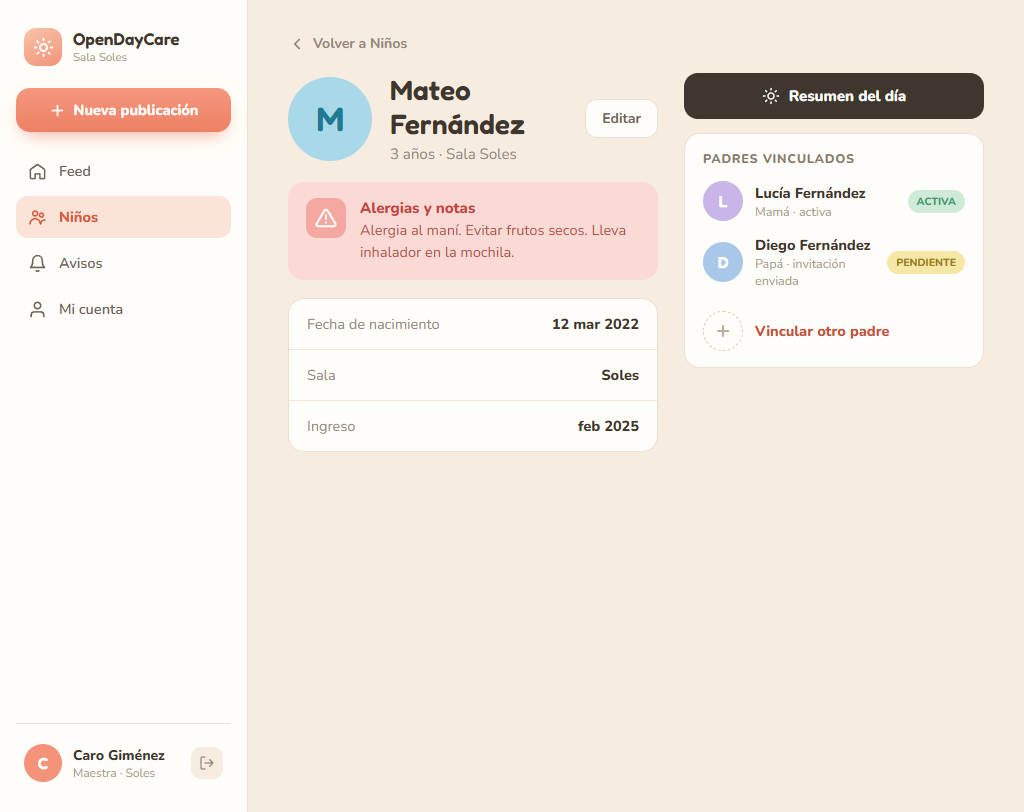 OpenDayCare
Sala Soles
Nueva publicación
Feed
Niños
Avisos
Mi cuenta
C
Caro Giménez
Maestra · Soles
Volver a Niños
M
Mateo
Fernández
3 años · Sala Soles
Editar
Alergias y notas
Alergia al maní. Evitar frutos secos. Lleva
inhalador en la mochila.
Fecha de nacimiento 12 mar 2022
Sala Soles
Ingreso feb 2025
Resumen del día
PADRES VINCULADOS
L
Lucía Fernández
Mamá · activa
ACTIVA
D
Diego Fernández
Papá · invitación
enviada
PENDIENTE
Vincular otro padre